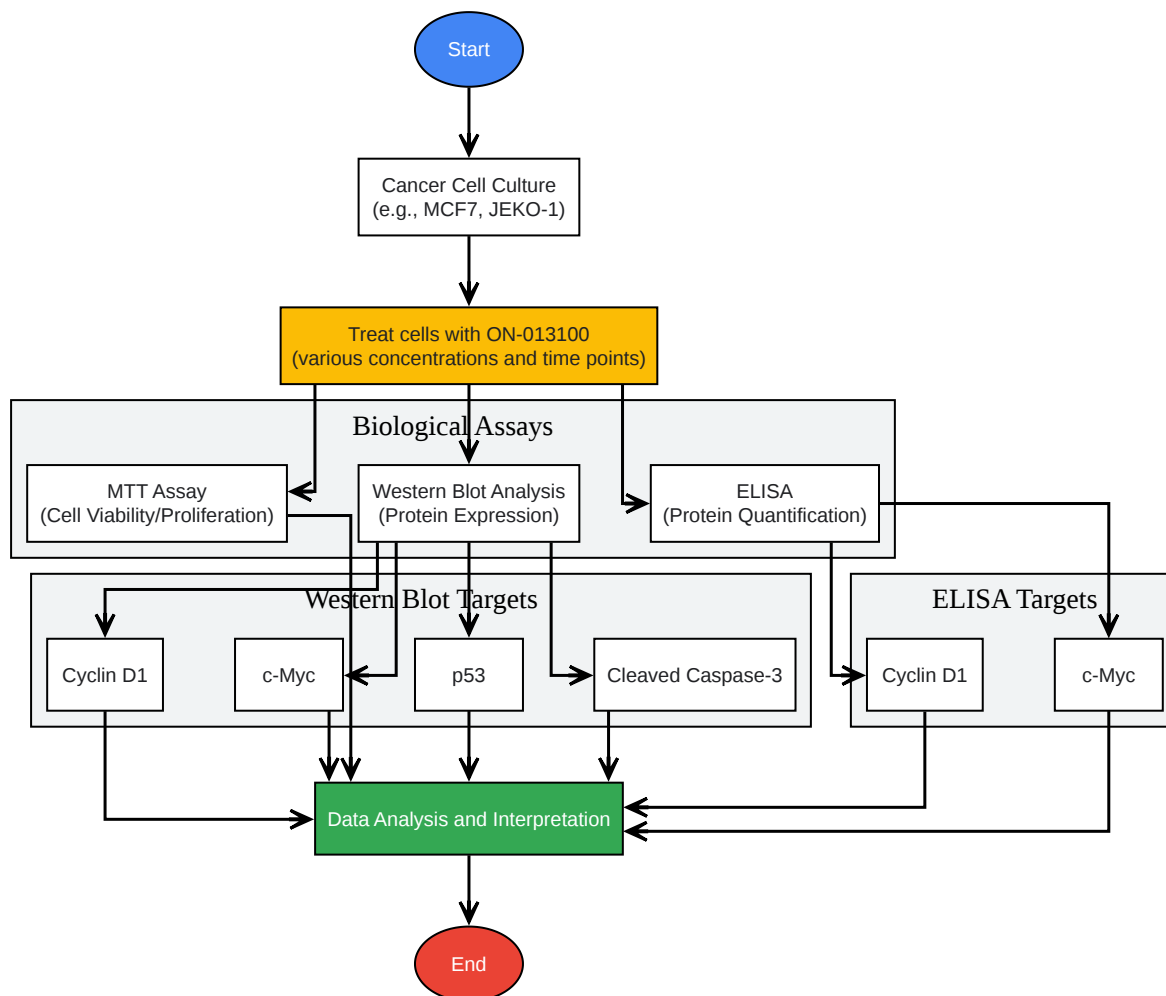 Start
Cancer Cell Culture
(e.g., MCF7, JEKO-1)
Treat cells with ON-013100
(various concentrations and time points)
Biological Assays
MTT Assay
(Cell Viability/Proliferation)
Western Blot Analysis
(Protein Expression)
ELISA
(Protein Quantification)
Western Blot Targets
ELISA Targets
Cyclin D1
c-Myc
p53
Cleaved Caspase-3
Cyclin D1
c-Myc
Data Analysis and Interpretation
End